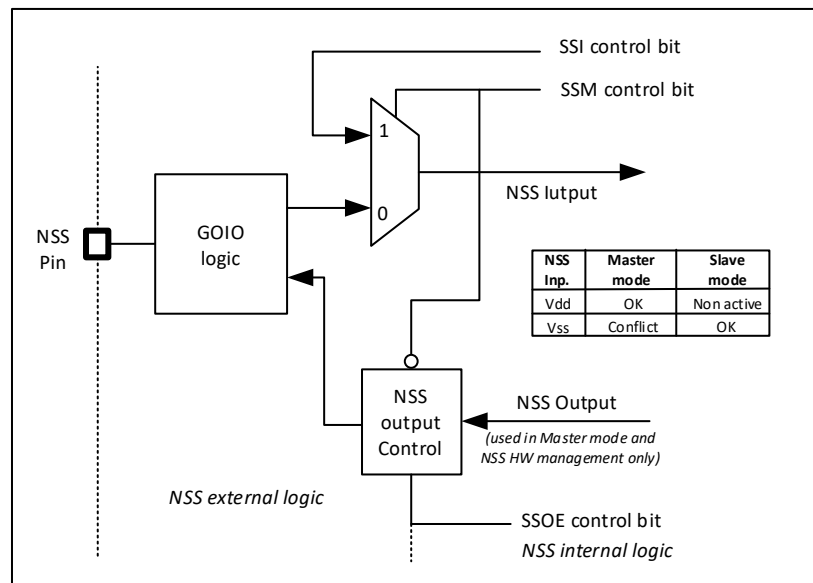 SSI control bit
SSM control bit
1
0
NSS Iutput
NSS
Pin
GOIO
logic
NSS Master Slave
Inp. mode mode
Vdd OK Non active
Vss Conflict OK
NSS
output
Control
NSS Output
(used in Master mode and
NSS HW management only)
NSS external logic
SSOE control bit
NSS internal logic